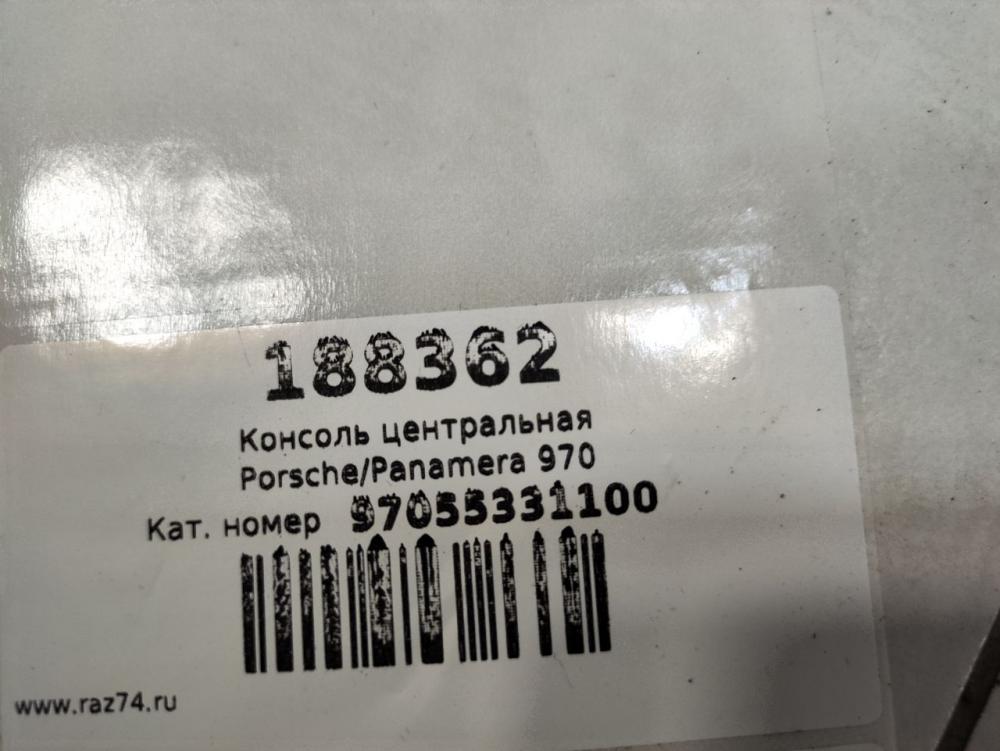 188362
Консоль центральная
Porsche/Panamera 970
Кат. номер 97055331100
www.raz74.ru